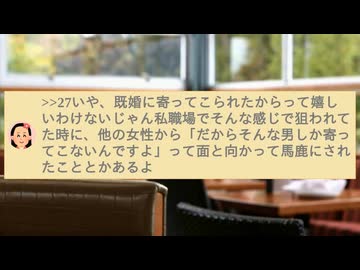 >>27いや、既婚に寄ってこられたからって嬉し
いわけないじゃん私職場でそんな感じで狙われて
た時に、他の女性から「だからそんな男しか寄っ
てこないんですよ」って面と向かって馬鹿にされ
たこととかあるよ